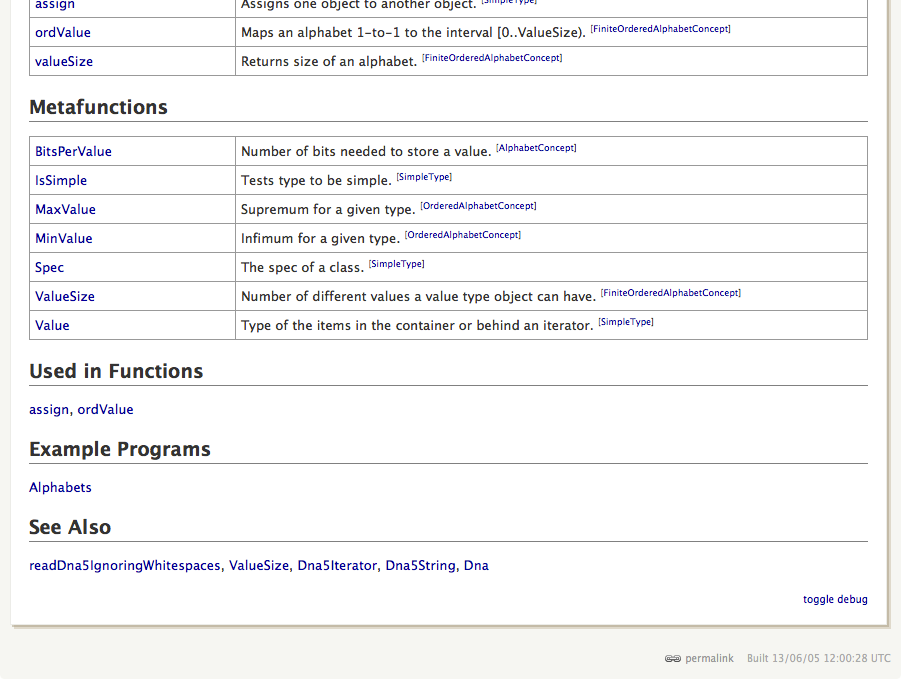 assign Assigns one object to another object. [SimpleType]
ordValue Maps an alphabet 1-to-1 to the interval [0..ValueSize). [FiniteOrderedAlphabetConcept]
valueSize Returns size of an alphabet. [FiniteOrderedAlphabetConcept]
Metafunctions
BitsPerValue Number of bits needed to store a value. [AlphabetConcept]
IsSimple Tests type to be simple. [SimpleType]
MaxValue Supremum for a given type. [OrderedAlphabetConcept]
MinValue Infimum for a given type. [OrderedAlphabetConcept]
Spec The spec of a class. [SimpleType]
ValueSize Number of different values a value type object can have. [FiniteOrderedAlphabetConcept]
Value Type of the items in the container or behind an iterator. [SimpleType]
Used in Functions
assign, ordValue
Example Programs
Alphabets
See Also
readDna5IgnoringWhitespaces, ValueSize, Dna5Iterator, Dna5String, Dna
toggle debug
permalink Built 13/06/05 12:00:28 UTC